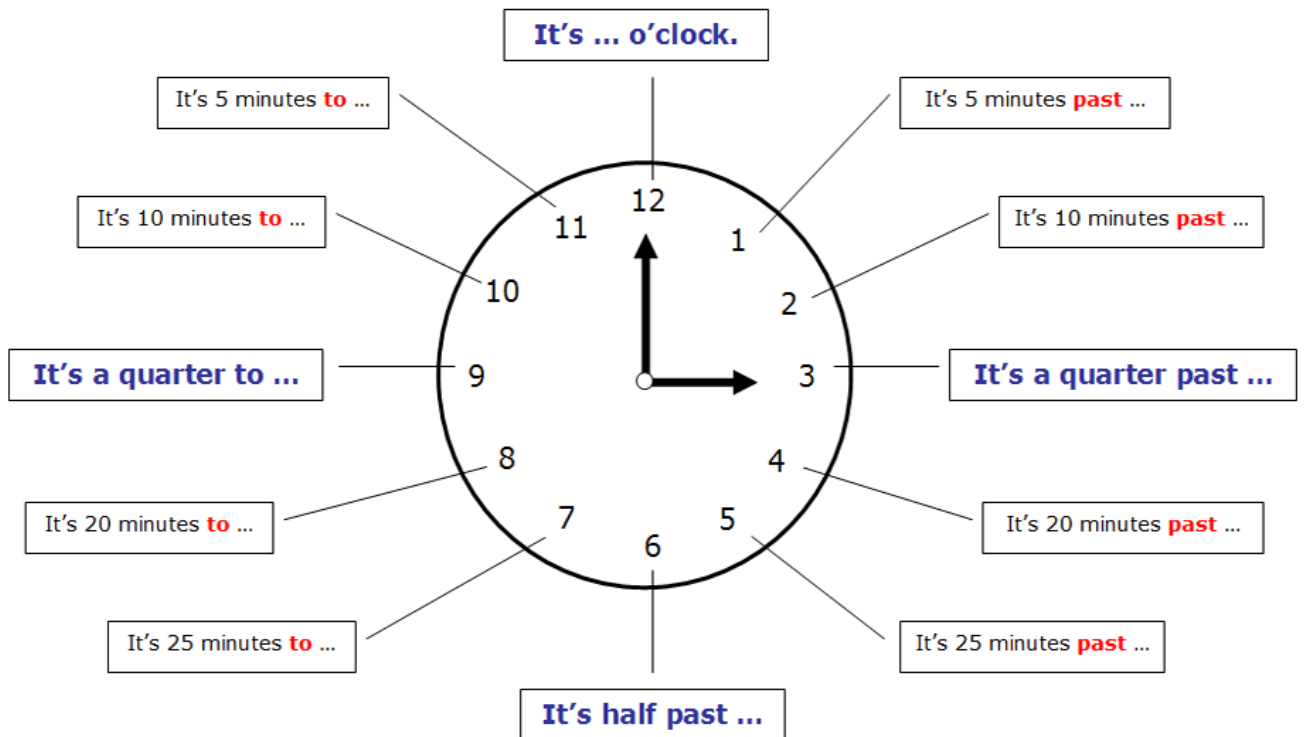 It’s … o’clock.
It’s 5 minutes to …
It’s 5 minutes past …
It’s 10 minutes to …
It’s 10 minutes past …
12
11
1
10
2
It’s a quarter to …
9
3
It’s a quarter past …
8
4
It’s 20 minutes to …
7
5
It’s 20 minutes past …
6
It’s 25 minutes to …
It’s 25 minutes past …
It’s half past …